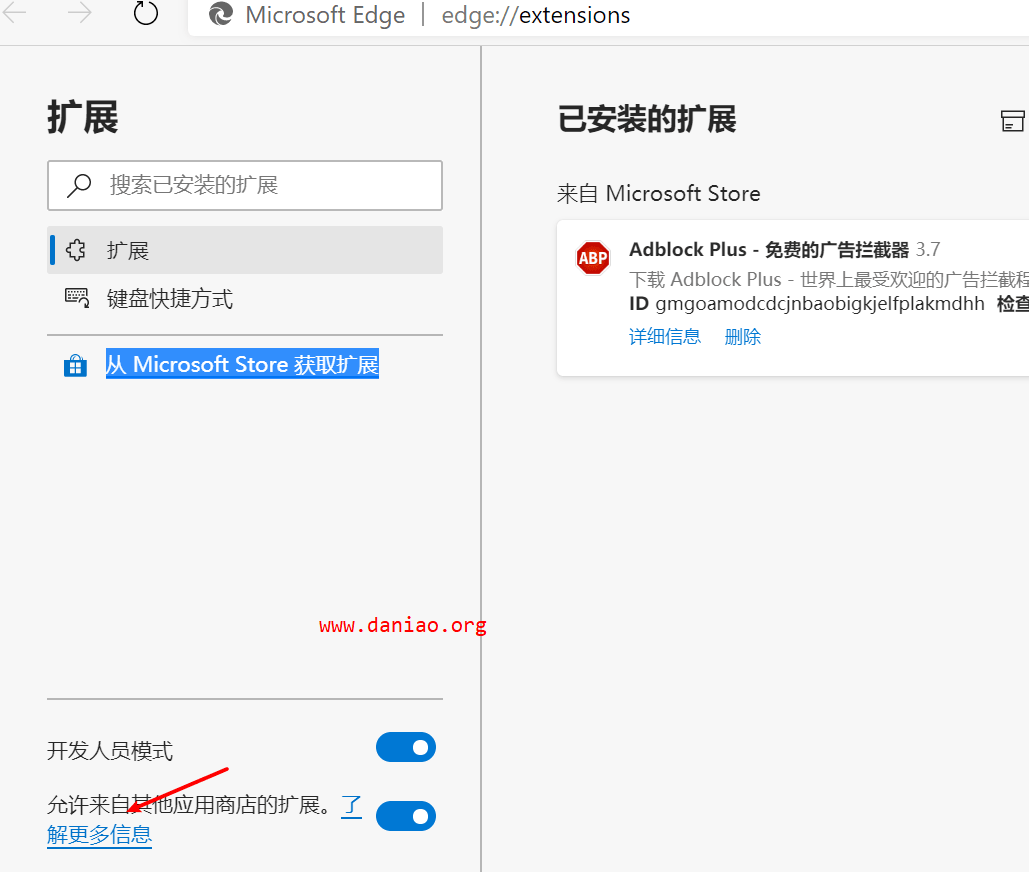 Microsoft Edge | edge://extensions
扩展
搜索已安装的扩展
扩展
键盘快捷方式
从 Microsoft Store 获取扩展
www.daniao.org
开发人员模式
允许来自其他应用商店的扩展。了
解更多信息
已安装的扩展
来自 Microsoft Store
ABP
Adblock Plus - 免费的广告拦截器 3.7
下载 Adblock Plus - 世界上最受欢迎的广告拦截程
ID gmgoamodcdcjnbaobigkjelfplakmdhh 检查
详细信息 删除